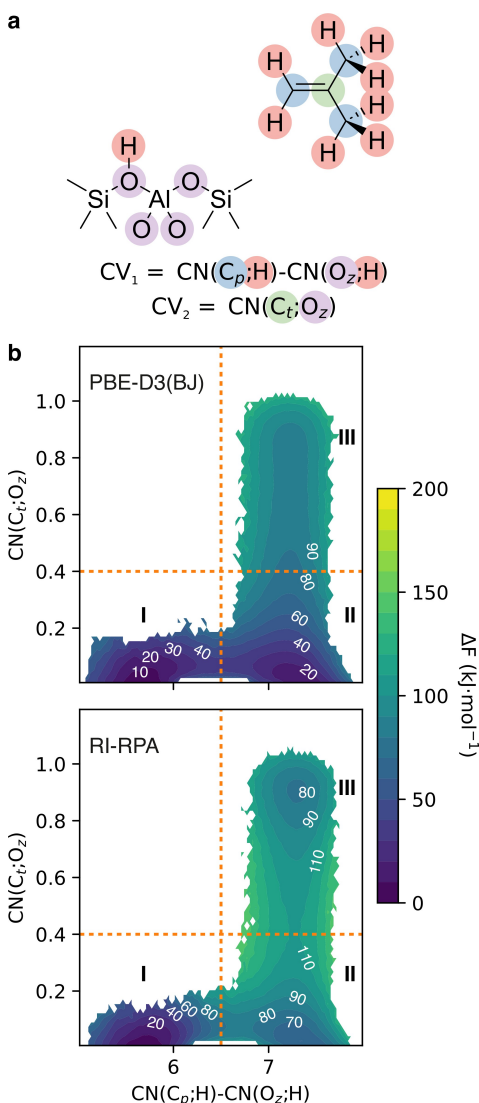 a
H
H
H
H
H
H
H
H
H
O
O
Si
Al
Si
O
O
CV₁ = CN(Cₚ;H)-CN(O_z;H)
CV₂ = CN(Cₜ;O_z)
b
PBE-D3(BJ)
III
I
II
90
80
60
40
20
40
30
20
10
1.0
0.8
0.6
0.4
0.2
CN(Cₜ;O_z)
RI-RPA
III
I
II
80
90
110
110
90
80
70
80
60
40
20
1.0
0.8
0.6
0.4
0.2
CN(Cₜ;O_z)
6
7
CN(Cₚ;H)-CN(O_z;H)
200
150
100
50
0
ΔF (kJ·mol⁻¹)